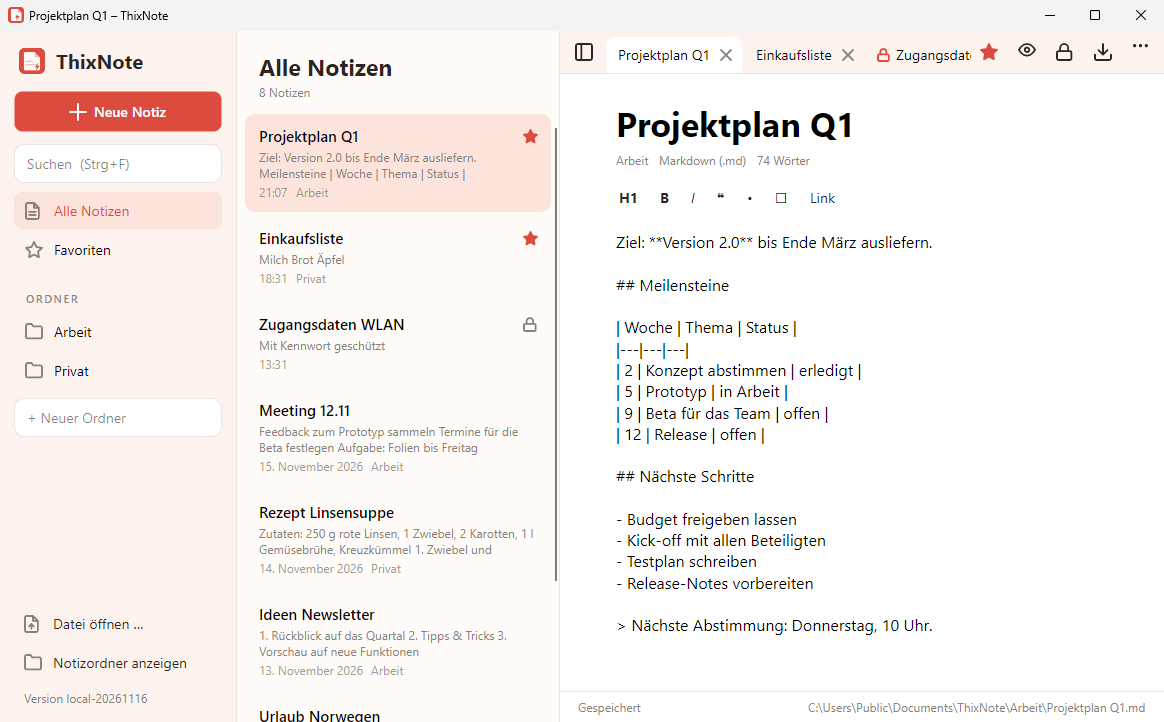 Projektplan Q1 – ThixNote
ThixNote
Neue Notiz
Suchen (Strg+F)
Alle Notizen
Favoriten
ORDNER
Arbeit
Privat
+ Neuer Ordner
Datei öffnen ...
Notizordner anzeigen
Version local-20261116
Alle Notizen
8 Notizen
Projektplan Q1
Ziel: Version 2.0 bis Ende März ausliefern.
Meilensteine | Woche | Thema | Status |
21:07 Arbeit
Einkaufsliste
Milch Brot Äpfel
18:31 Privat
Zugangsdaten WLAN
Mit Kennwort geschützt
13:31
Meeting 12.11
Feedback zum Prototyp sammeln Termine für die
Beta festlegen Aufgabe: Folien bis Freitag
15. November 2026 Arbeit
Rezept Linsensuppe
Zutaten: 250 g rote Linsen, 1 Zwiebel, 2 Karotten, 1 l
Gemüsebrühe, Kreuzkümmel 1. Zwiebel und
14. November 2026 Privat
Ideen Newsletter
1. Rückblick auf das Quartal 2. Tipps & Tricks 3.
Vorschau auf neue Funktionen
13. November 2026 Arbeit
Urlaub Norwegen
Projektplan Q1
Einkaufsliste
Zugangsdat
Projektplan Q1
Arbeit Markdown (.md) 74 Wörter
H1 B I ❝ • ☐ Link
Ziel: **Version 2.0** bis Ende März ausliefern.
## Meilensteine
| Woche | Thema | Status |
|---|---|---|
| 2 | Konzept abstimmen | erledigt |
| 5 | Prototyp | in Arbeit |
| 9 | Beta für das Team | offen |
| 12 | Release | offen |
## Nächste Schritte
- Budget freigeben lassen
- Kick-off mit allen Beteiligten
- Testplan schreiben
- Release-Notes vorbereiten
> Nächste Abstimmung: Donnerstag, 10 Uhr.
Gespeichert
C:\Users\Public\Documents\ThixNote\Arbeit\Projektplan Q1.md